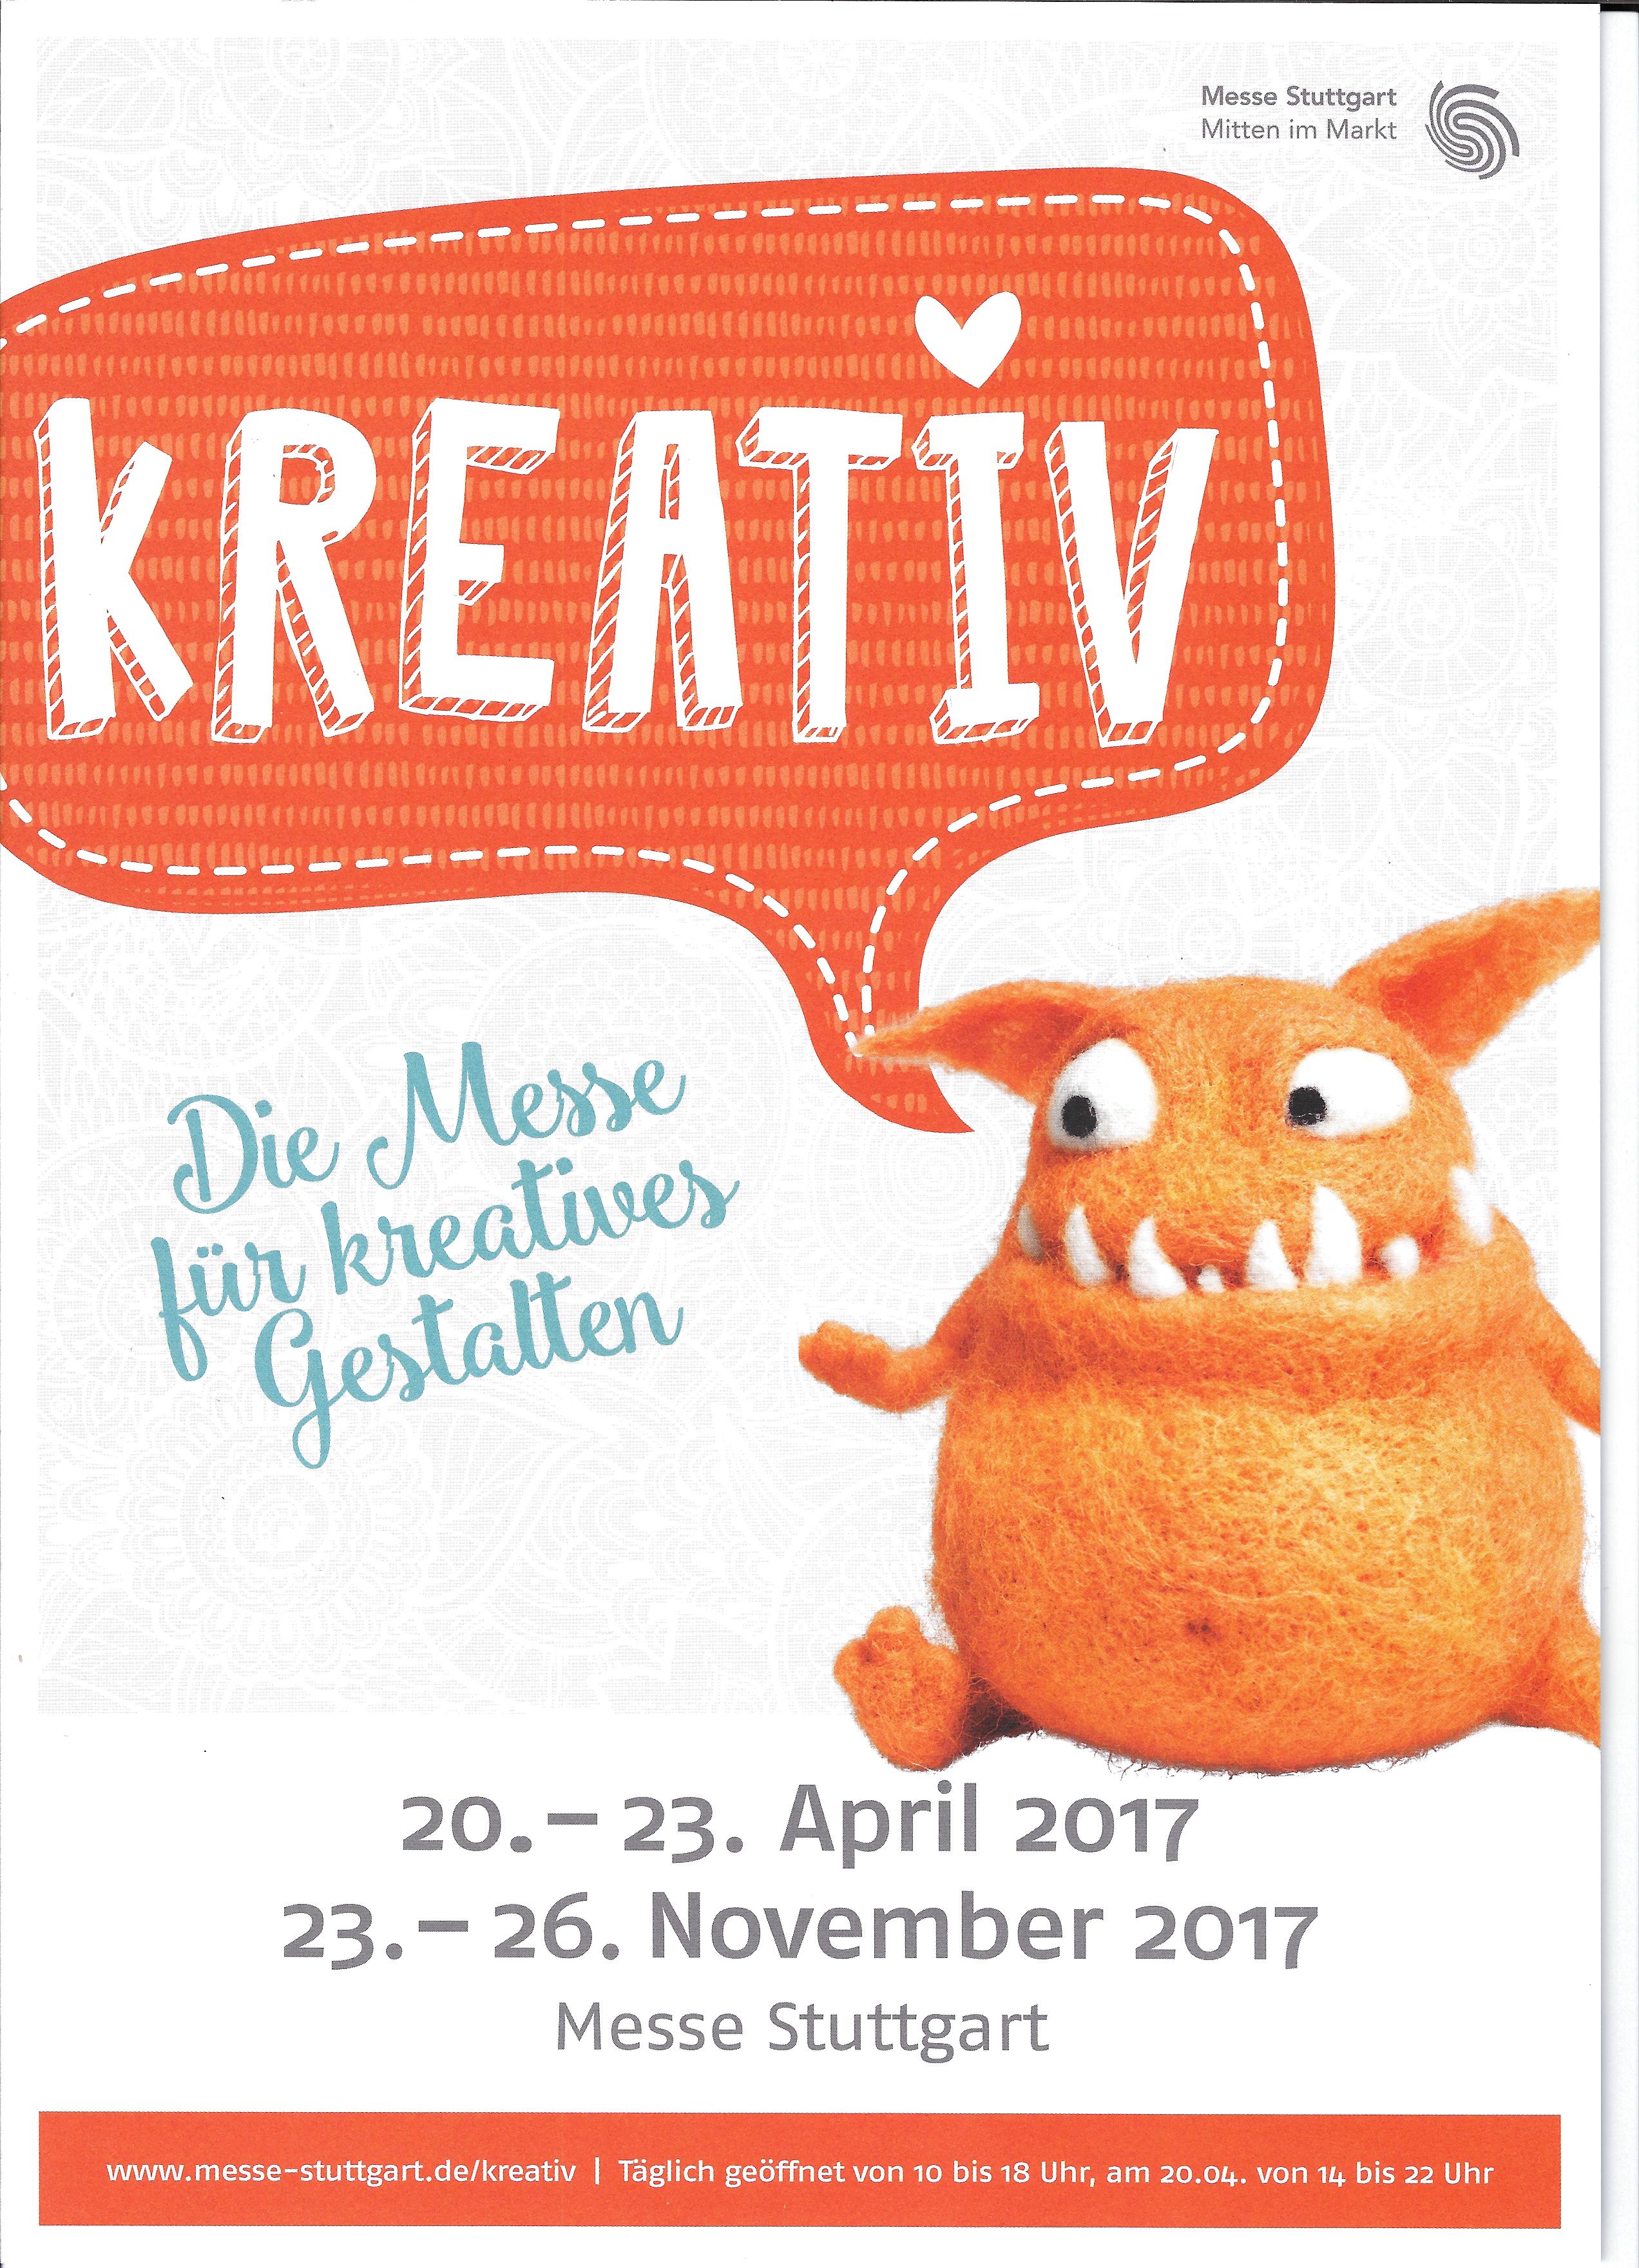 Messe Stuttgart
Mitten im Markt
KREATIV
Die Messe
für kreatives
Gestalten
20.– 23. April 2017
23.– 26. November 2017
Messe Stuttgart
www.messe-stuttgart.de/kreativ | Täglich geöffnet von 10 bis 18 Uhr, am 20.04. von 14 bis 22 Uhr